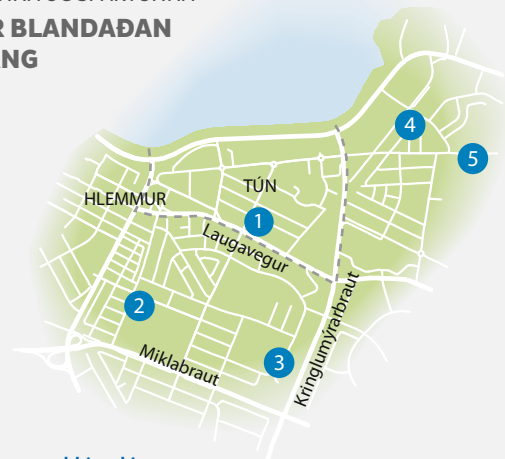 R BLANDAÐAN
NG
4
5
HLEMMUR
TÚN
1
Laugavegur
2
3
Miklabraut
Kringlumýrarbraut